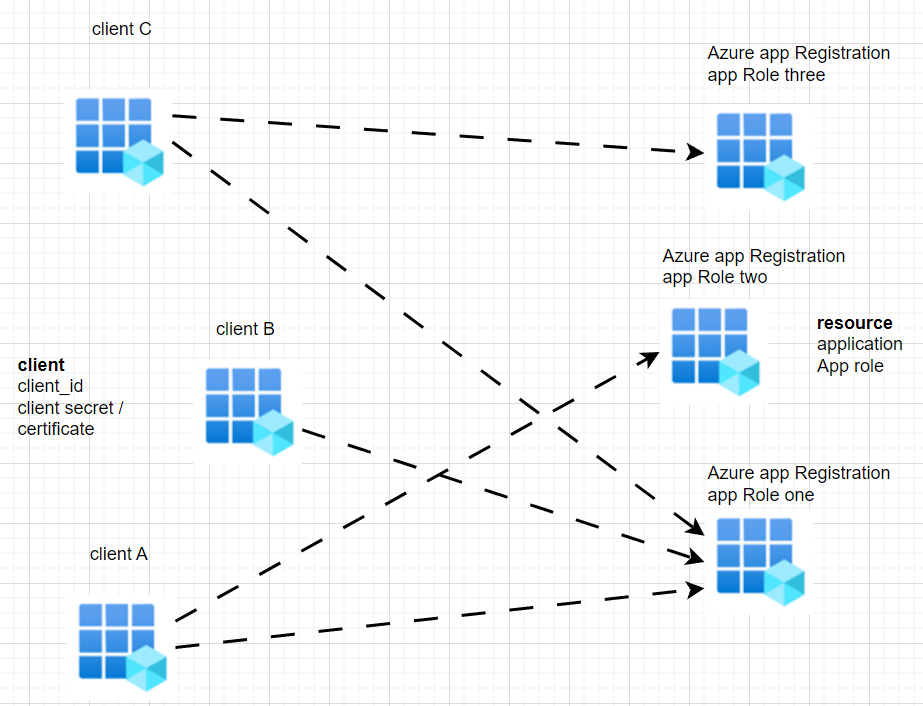 client C
Azure app Registration
app Role three
Azure app Registration
app Role two
client B
resource
application
App role
client
client_id
client secret /
certificate
Azure app Registration
app Role one
client A